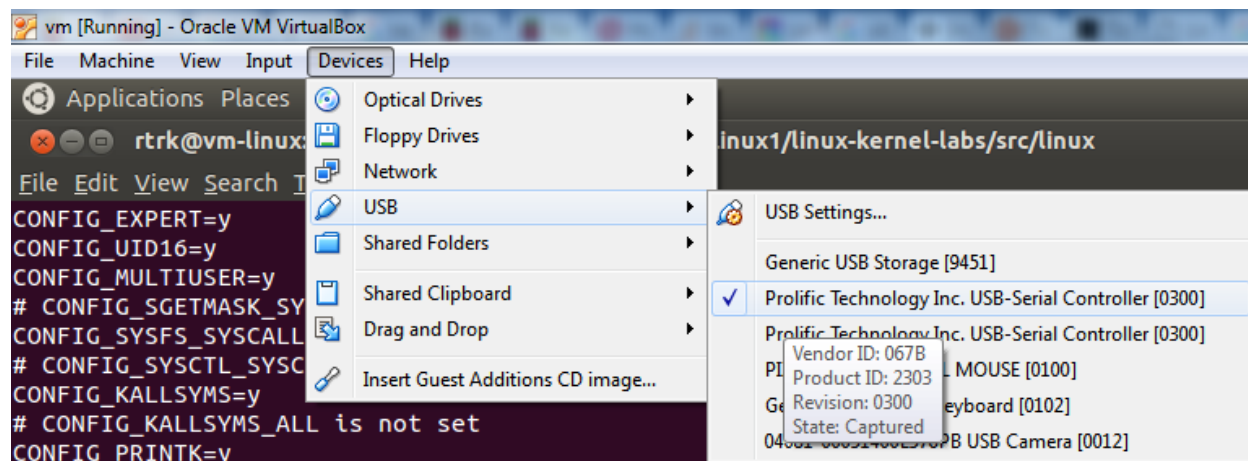 vm [Running] - Oracle VM VirtualBox
File Machine View Input Devices Help
Applications Places
rtrk@vm-linux:
inux1/linux-kernel-labs/src/linux
File Edit View Search T
CONFIG_EXPERT=y
CONFIG_UID16=y
CONFIG_MULTIUSER=y
# CONFIG_SGETMASK_SY
CONFIG_SYSFS_SYSCALL
# CONFIG_SYSCTL_SYSC
CONFIG_KALLSYMS=y
# CONFIG_KALLSYMS_ALL is not set
CONFIG_PRINTK=y
Optical Drives
Floppy Drives
Network
USB
Shared Folders
Shared Clipboard
Drag and Drop
Insert Guest Additions CD image...
USB Settings...
Generic USB Storage [9451]
Prolific Technology Inc. USB-Serial Controller [0300]
Prolific Technology Inc. USB-Serial Controller [0300]
PI MOUSE [0100]
Ge eyboard [0102]
PB USB Camera [0012]
Vendor ID: 067B
Product ID: 2303
Revision: 0300
State: Captured